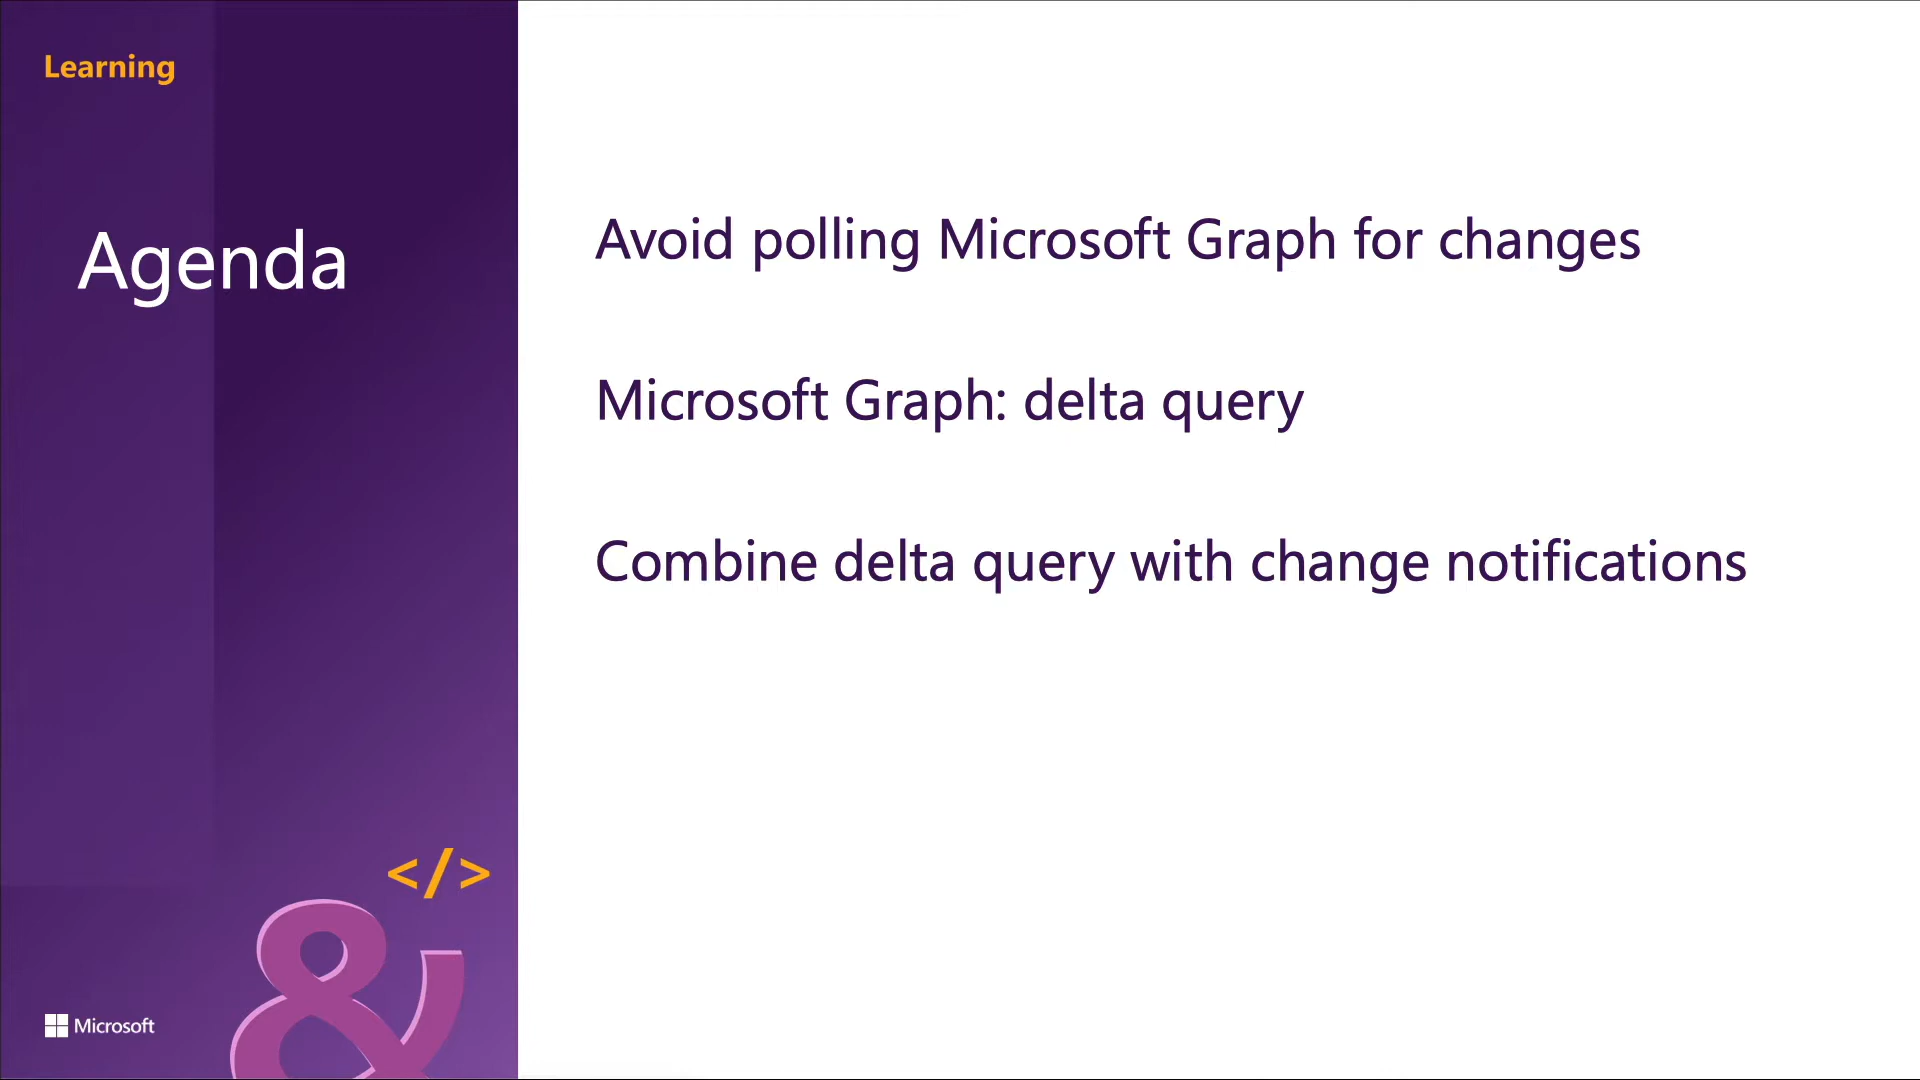 Learning
Agenda
Avoid polling Microsoft Graph for changes
Microsoft Graph: delta query
Combine delta query with change notifications
</>
&
Microsoft